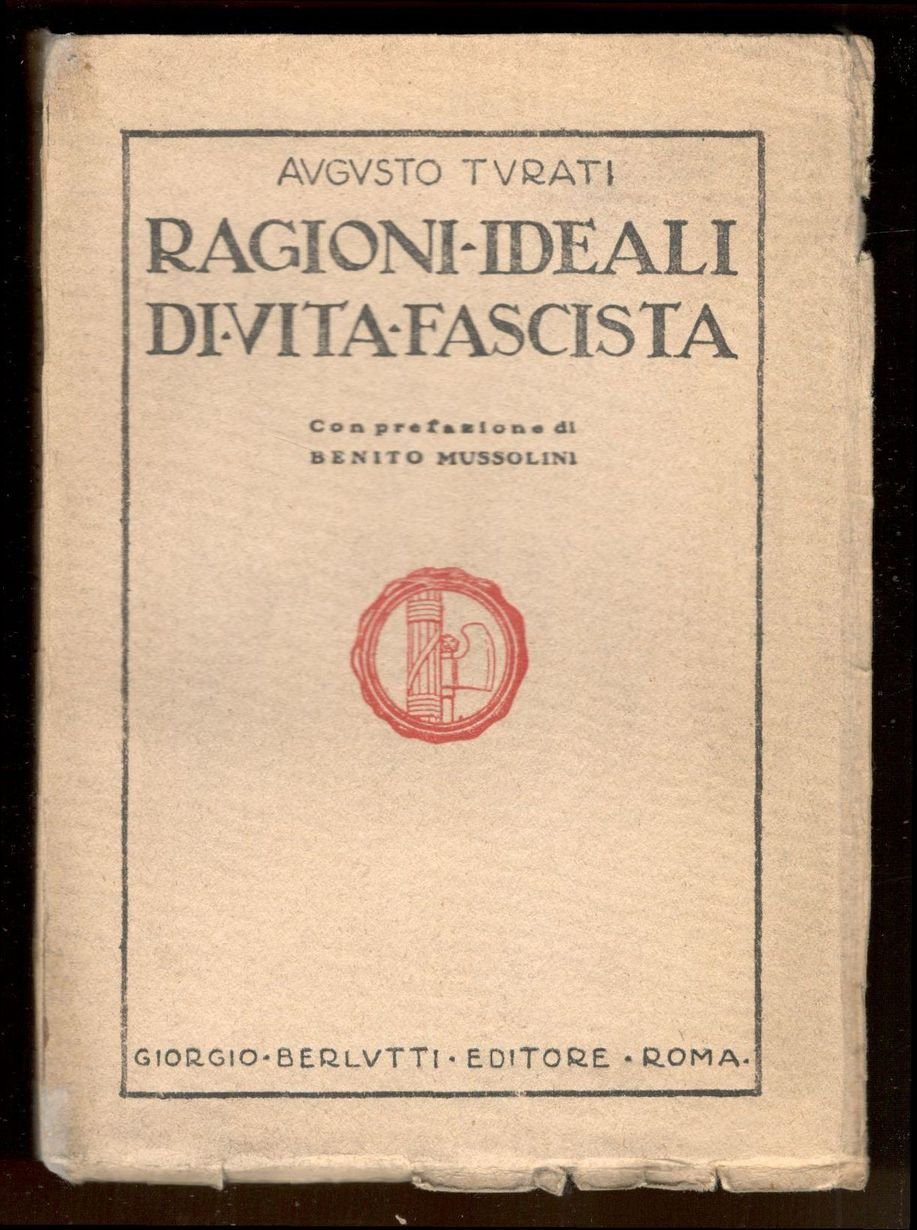 AVGVSTO TVRATI
RAGIONI·IDEALI
DI·VITA·FASCISTA
Con prefazione di
BENITO MUSSOLINI
GIORGIO·BERLVTTI·EDITORE·ROMA·